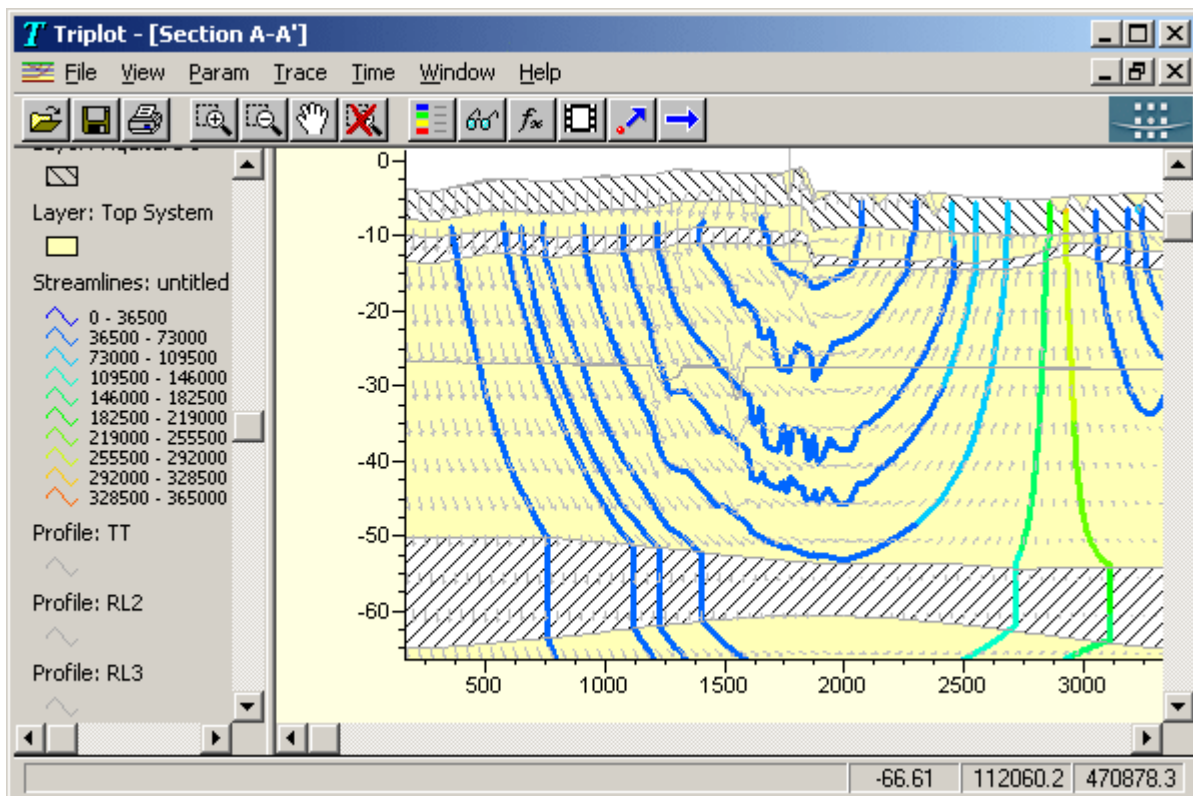 Triplot - [Section A-A']
File View Param Trace Time Window Help
Layer: Top System
Streamlines: untitled
0 - 36500
36500 - 73000
73000 - 109500
109500 - 146000
146000 - 182500
182500 - 219000
219000 - 255500
255500 - 292000
292000 - 328500
328500 - 365000
Profile: TT
Profile: RL2
Profile: RL3
0
-10
-20
-30
-40
-50
-60
500 1000 1500 2000 2500 3000
-66.61 112060.2 470878.3